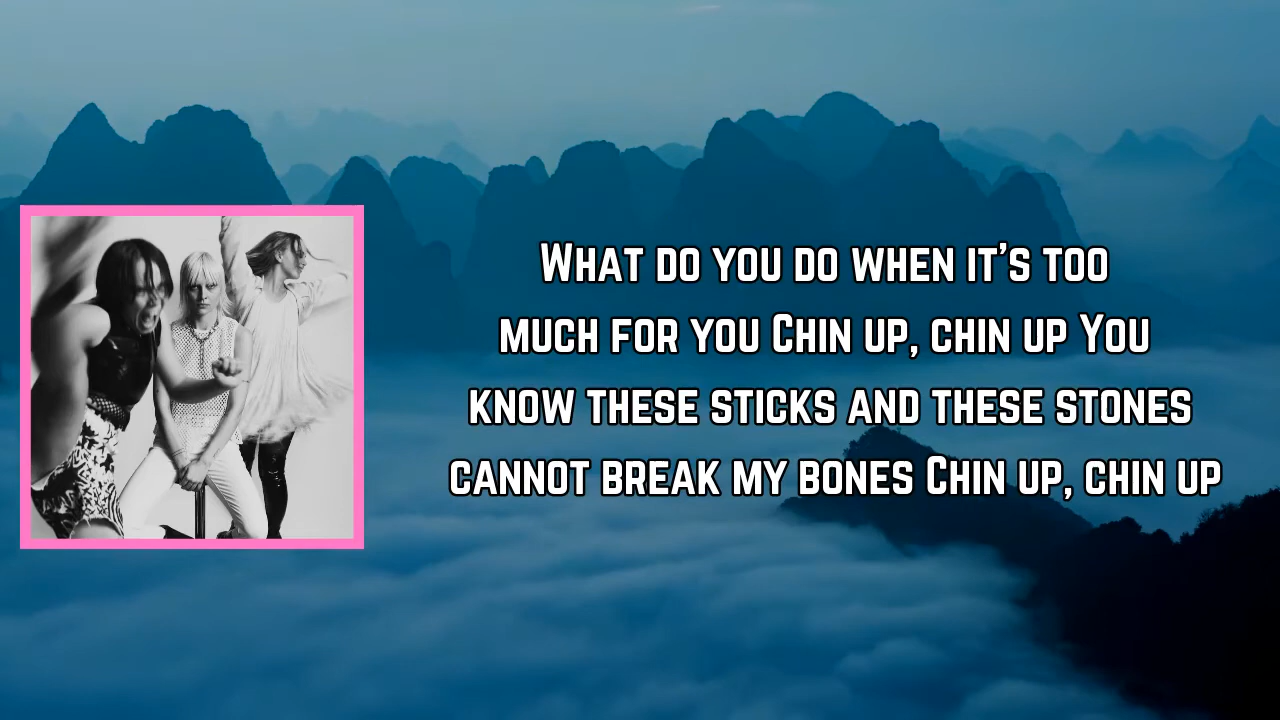 What do you do when it's too
much for you Chin up, chin up You
know these sticks and these stones
cannot break my bones Chin up, chin up